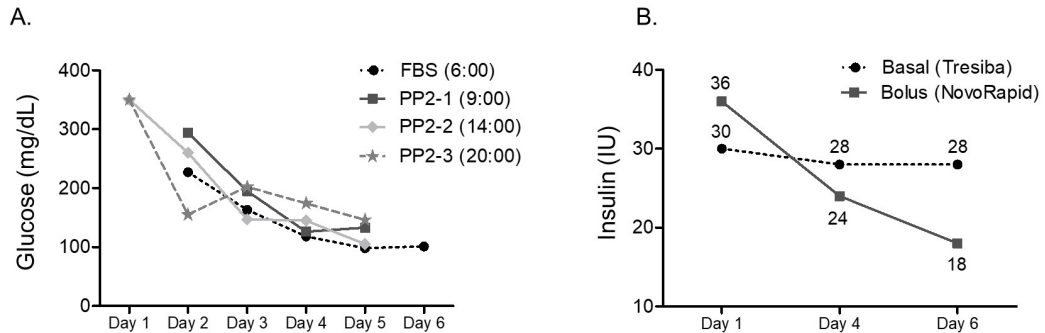 A.
Glucose (mg/dL)
400
300
200
100
0
FBS (6:00)
PP2-1 (9:00)
PP2-2 (14:00)
PP2-3 (20:00)
Day 1 Day 2 Day 3 Day 4 Day 5 Day 6
B.
Insulin (IU)
40
30
20
10
Basal (Tresiba)
Bolus (NovoRapid)
36
30
28
28
24
18
Day 1 Day 4 Day 6